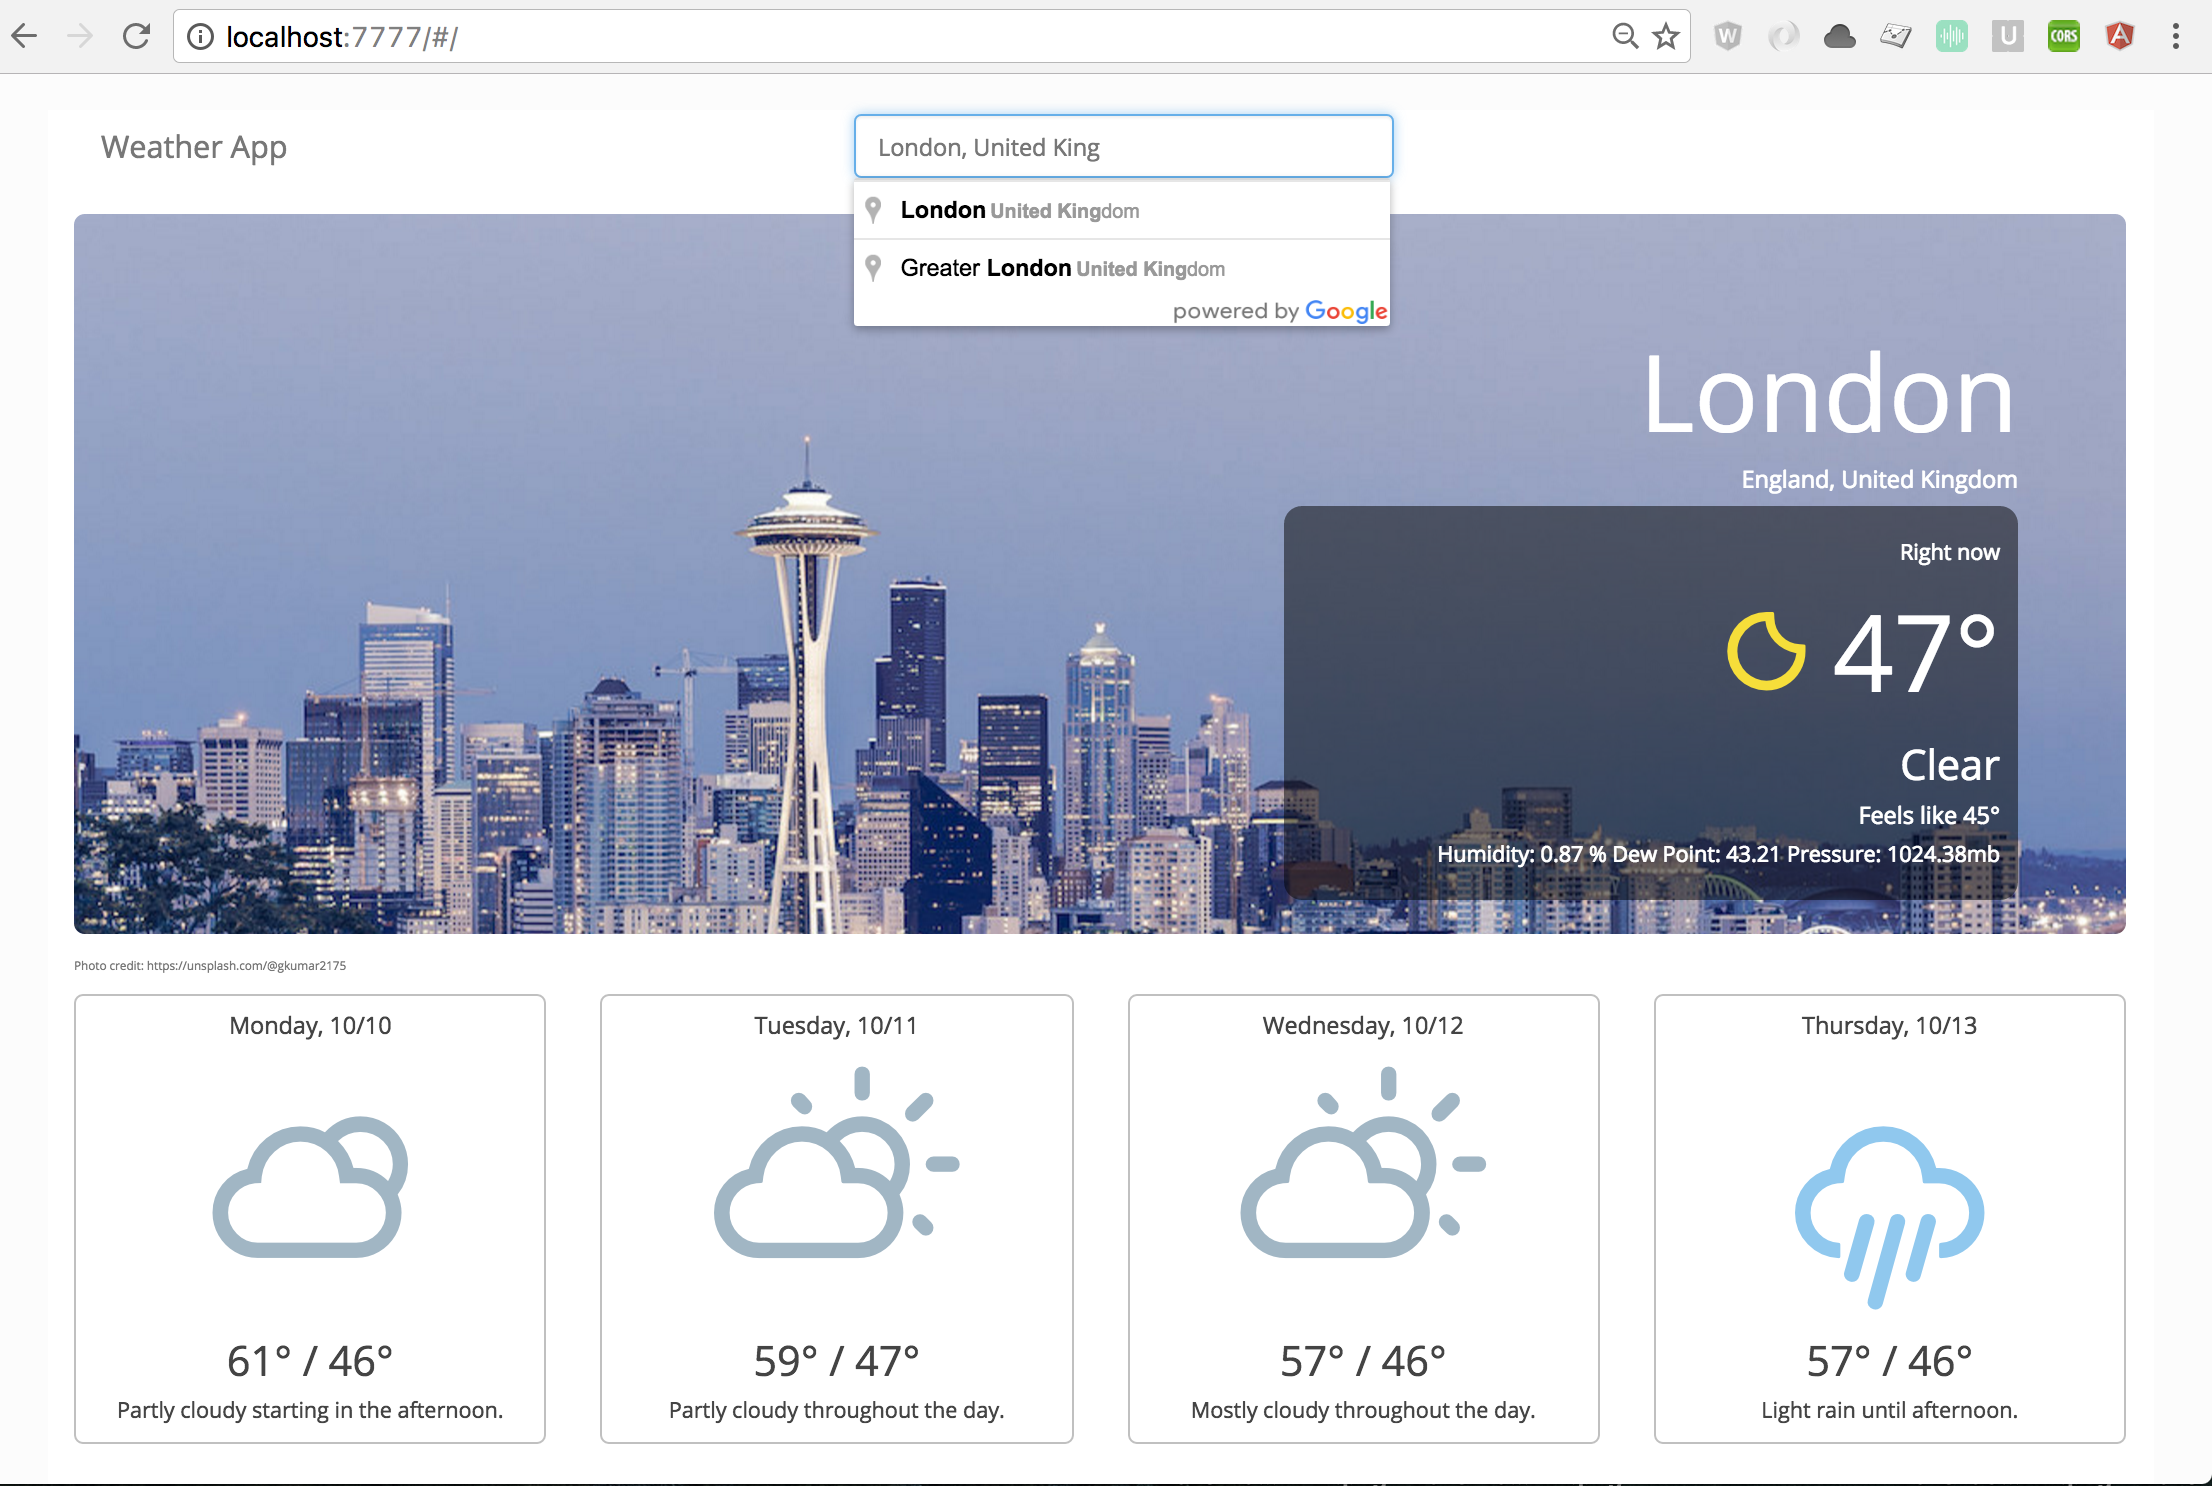 localhost:7777/#/
W
U
CORS
A
Weather App
London, United King
London United Kingdom
Greater London United Kingdom
powered by Google
London
England, United Kingdom
Right now
47°
Clear
Feels like 45°
Humidity: 0.87 % Dew Point: 43.21 Pressure: 1024.38mb
Photo credit: https://unsplash.com/@gkumar2175
Monday, 10/10
61° / 46°
Partly cloudy starting in the afternoon.
Tuesday, 10/11
59° / 47°
Partly cloudy throughout the day.
Wednesday, 10/12
57° / 46°
Mostly cloudy throughout the day.
Thursday, 10/13
57° / 46°
Light rain until afternoon.